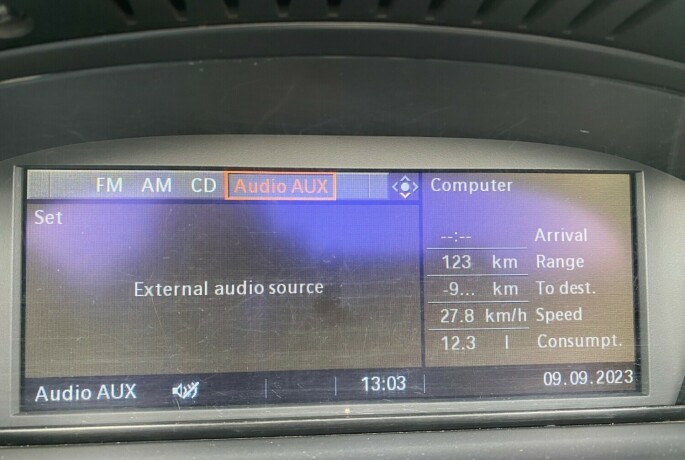 FM AM CD Audio AUX
Set
External audio source
Computer
--:-- Arrival
123 km Range
-9... km To dest.
27.8 km/h Speed
12.3 l Consumpt.
Audio AUX 13:03 09.09.2023